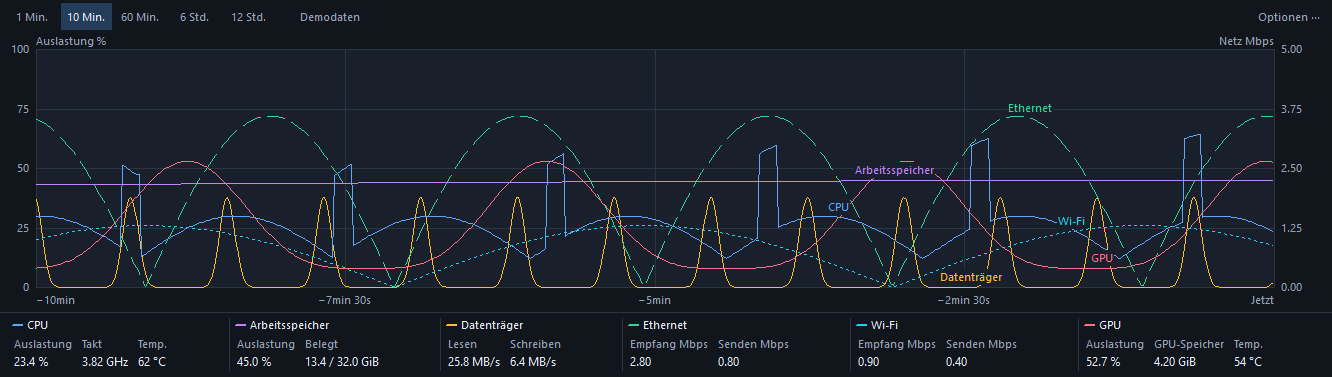 1 Min. 10 Min. 60 Min. 6 Std. 12 Std. Demodaten Optionen ···
Auslastung % Netz Mbps
100 5.00
75 3.75
Ethernet
50 2.50
Arbeitsspeicher
CPU
25 1.25
Wi-Fi
GPU
Datenträger
0 0.00
−10min −7min 30s −5min −2min 30s Jetzt
CPU Arbeitsspeicher Datenträger Ethernet Wi-Fi GPU
Auslastung Takt Temp. Auslastung Belegt Lesen Schreiben Empfang Mbps Senden Mbps Empfang Mbps Senden Mbps Auslastung GPU-Speicher Temp.
23.4 % 3.82 GHz 62 °C 45.0 % 13.4 / 32.0 GiB 25.8 MB/s 6.4 MB/s 2.80 0.80 0.90 0.40 52.7 % 4.20 GiB 54 °C